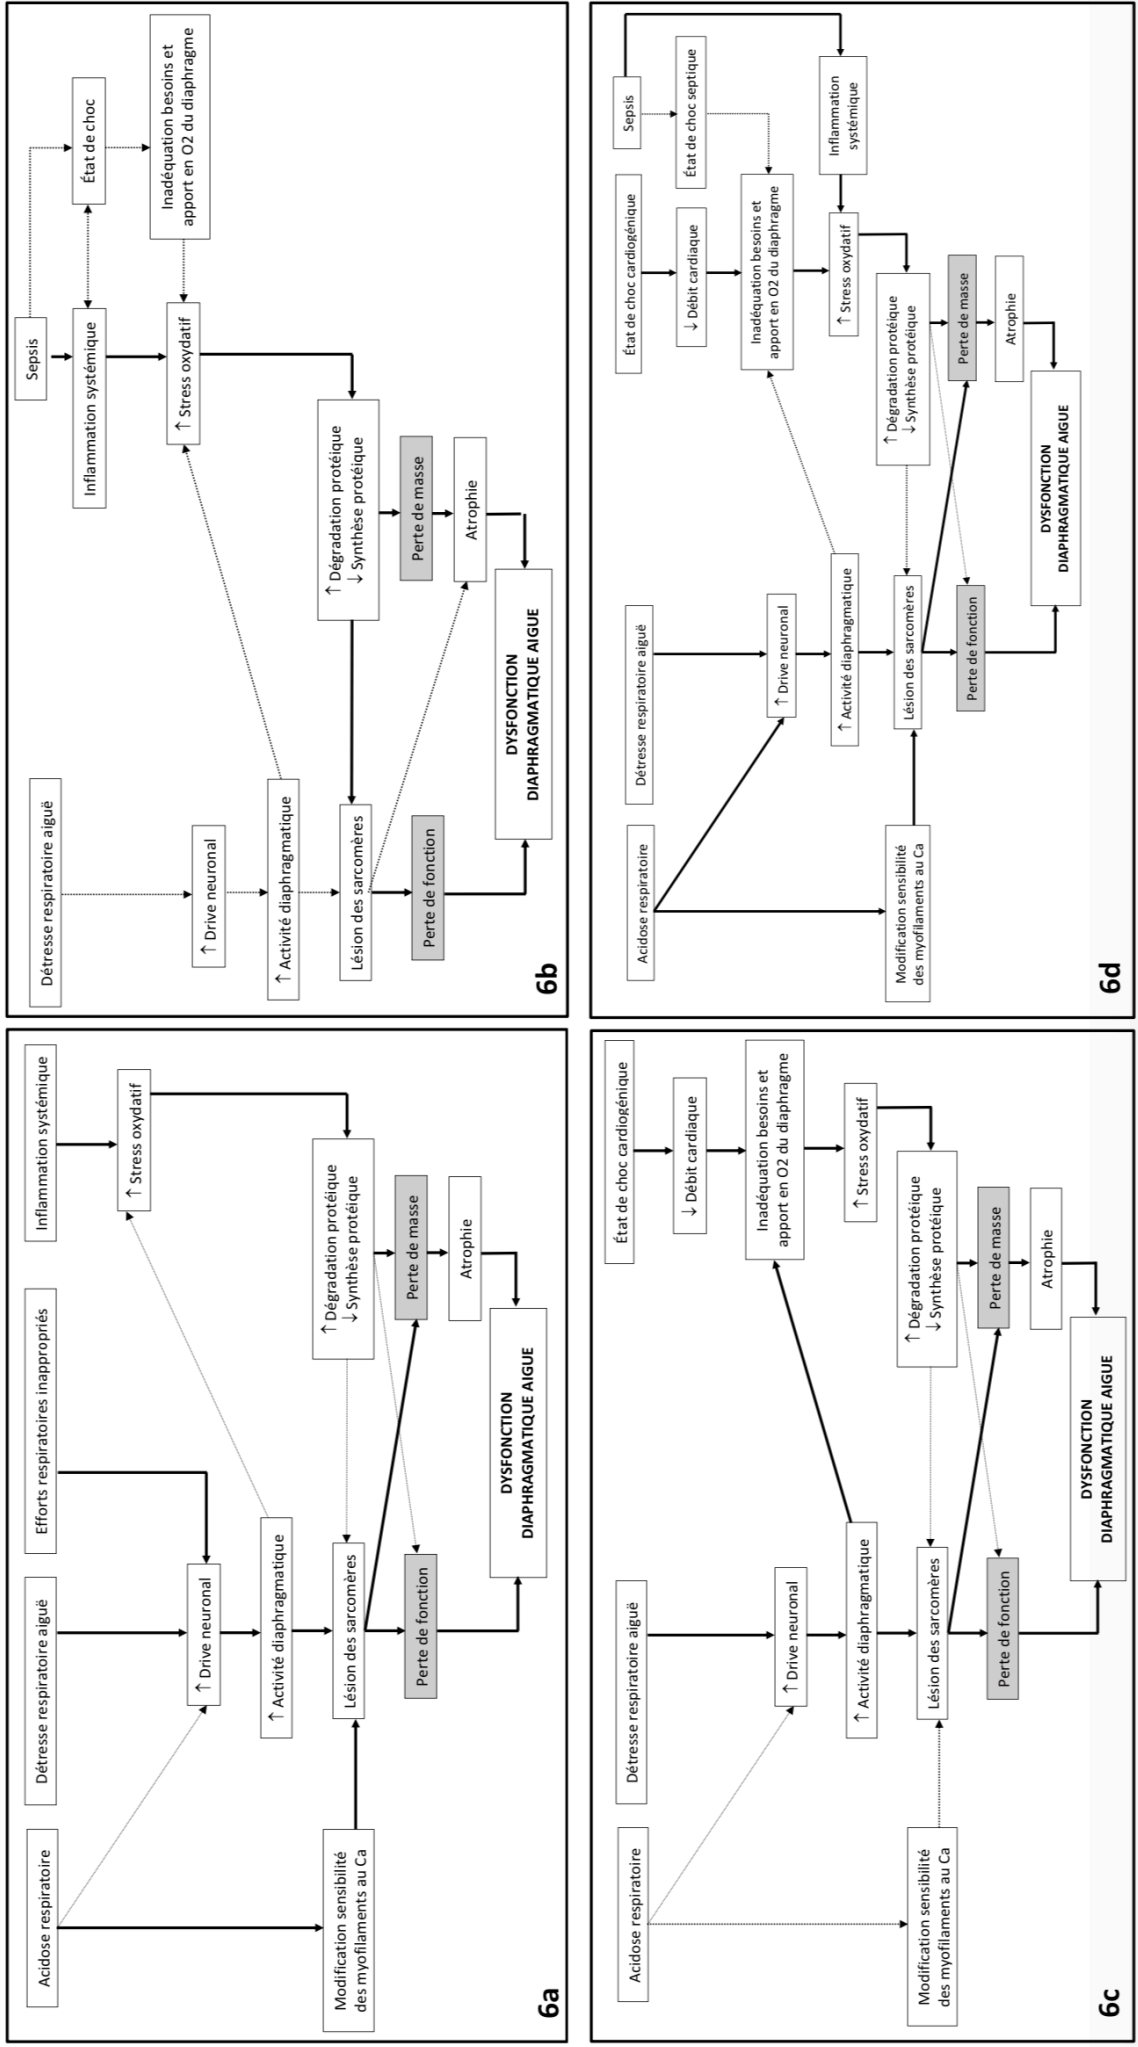 Acidose respiratoire
Détresse respiratoire aiguë
Efforts respiratoires inappropriés
Inflammation systémique
↑ Stress oxydatif
↑ Drive neuronal
↑ Activité diaphragmatique
Modification sensibilité
des myofilaments au Ca
Lésion des sarcomères
↑ Dégradation protéique
↓ Synthèse protéique
Perte de fonction
Perte de masse
Atrophie
DYSFONCTION
DIAPHRAGMATIQUE AIGUE
6a
Détresse respiratoire aiguë
Sepsis
Inflammation systémique
État de choc
Inadéquation besoins et
apport en O2 du diaphragme
↑ Stress oxydatif
↑ Drive neuronal
↑ Activité diaphragmatique
Lésion des sarcomères
↑ Dégradation protéique
↓ Synthèse protéique
Perte de fonction
Perte de masse
Atrophie
DYSFONCTION
DIAPHRAGMATIQUE AIGUE
6b
Acidose respiratoire
Détresse respiratoire aiguë
État de choc cardiogénique
↓ Débit cardiaque
Inadéquation besoins et
apport en O2 du diaphragme
↑ Drive neuronal
↑ Activité diaphragmatique
↑ Stress oxydatif
Modification sensibilité
des myofilaments au Ca
Lésion des sarcomères
↑ Dégradation protéique
↓ Synthèse protéique
Perte de fonction
Perte de masse
Atrophie
DYSFONCTION
DIAPHRAGMATIQUE AIGUE
6c
Acidose respiratoire
Détresse respiratoire aiguë
État de choc cardiogénique
Sepsis
État de choc septique
↓ Débit cardiaque
Inadéquation besoins et
apport en O2 du diaphragme
Inflammation
systémique
↑ Drive neuronal
↑ Activité diaphragmatique
↑ Stress oxydatif
Modification sensibilité
des myofilaments au Ca
Lésion des sarcomères
↑ Dégradation protéique
↓ Synthèse protéique
Perte de fonction
Perte de masse
Atrophie
DYSFONCTION
DIAPHRAGMATIQUE AIGUE
6d